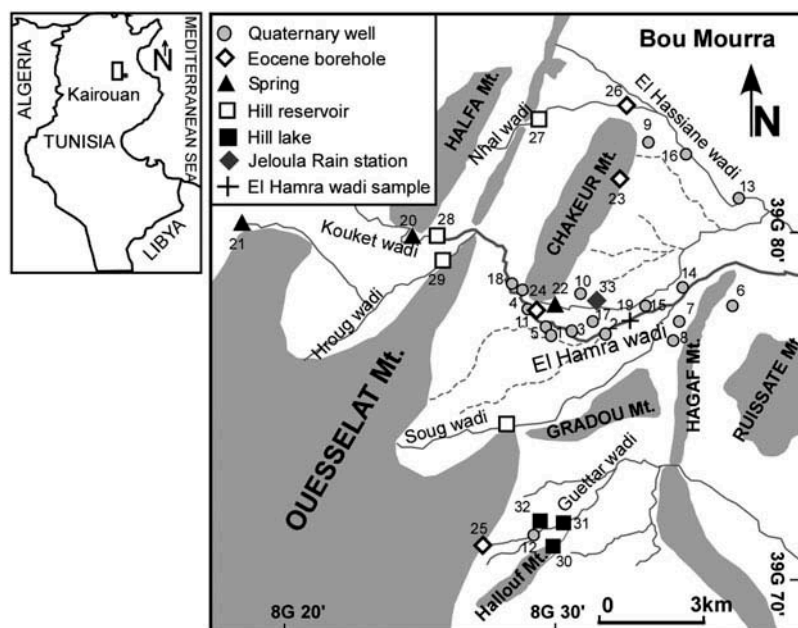 ALGERIA
MEDITERRANEAN SEA
N
Kairouan
TUNISIA
LIBYA
Quaternary well
Eocene borehole
Spring
Hill reservoir
Hill lake
Jeloula Rain station
El Hamra wadi sample
Bou Mourra
N
HALFA Mt.
Nhal wadi
27
26
El Hassiane wadi
9
16
13
CHAKEUR Mt.
23
39G 80
21
20
28
Kouket wadi
29
Hroug wadi
18
24
22
10
33
4
11
5
1
3
17
2
19
15
14
7
8
6
El Hamra wadi
OUESSELAT Mt.
HAGAF Mt.
RUISSATE Mt.
GRADOU Mt.
Soug wadi
Guettar wadi
32
31
25
12
30
Hallouf Mt.
39G 70
0 3km
8G 20
8G 30